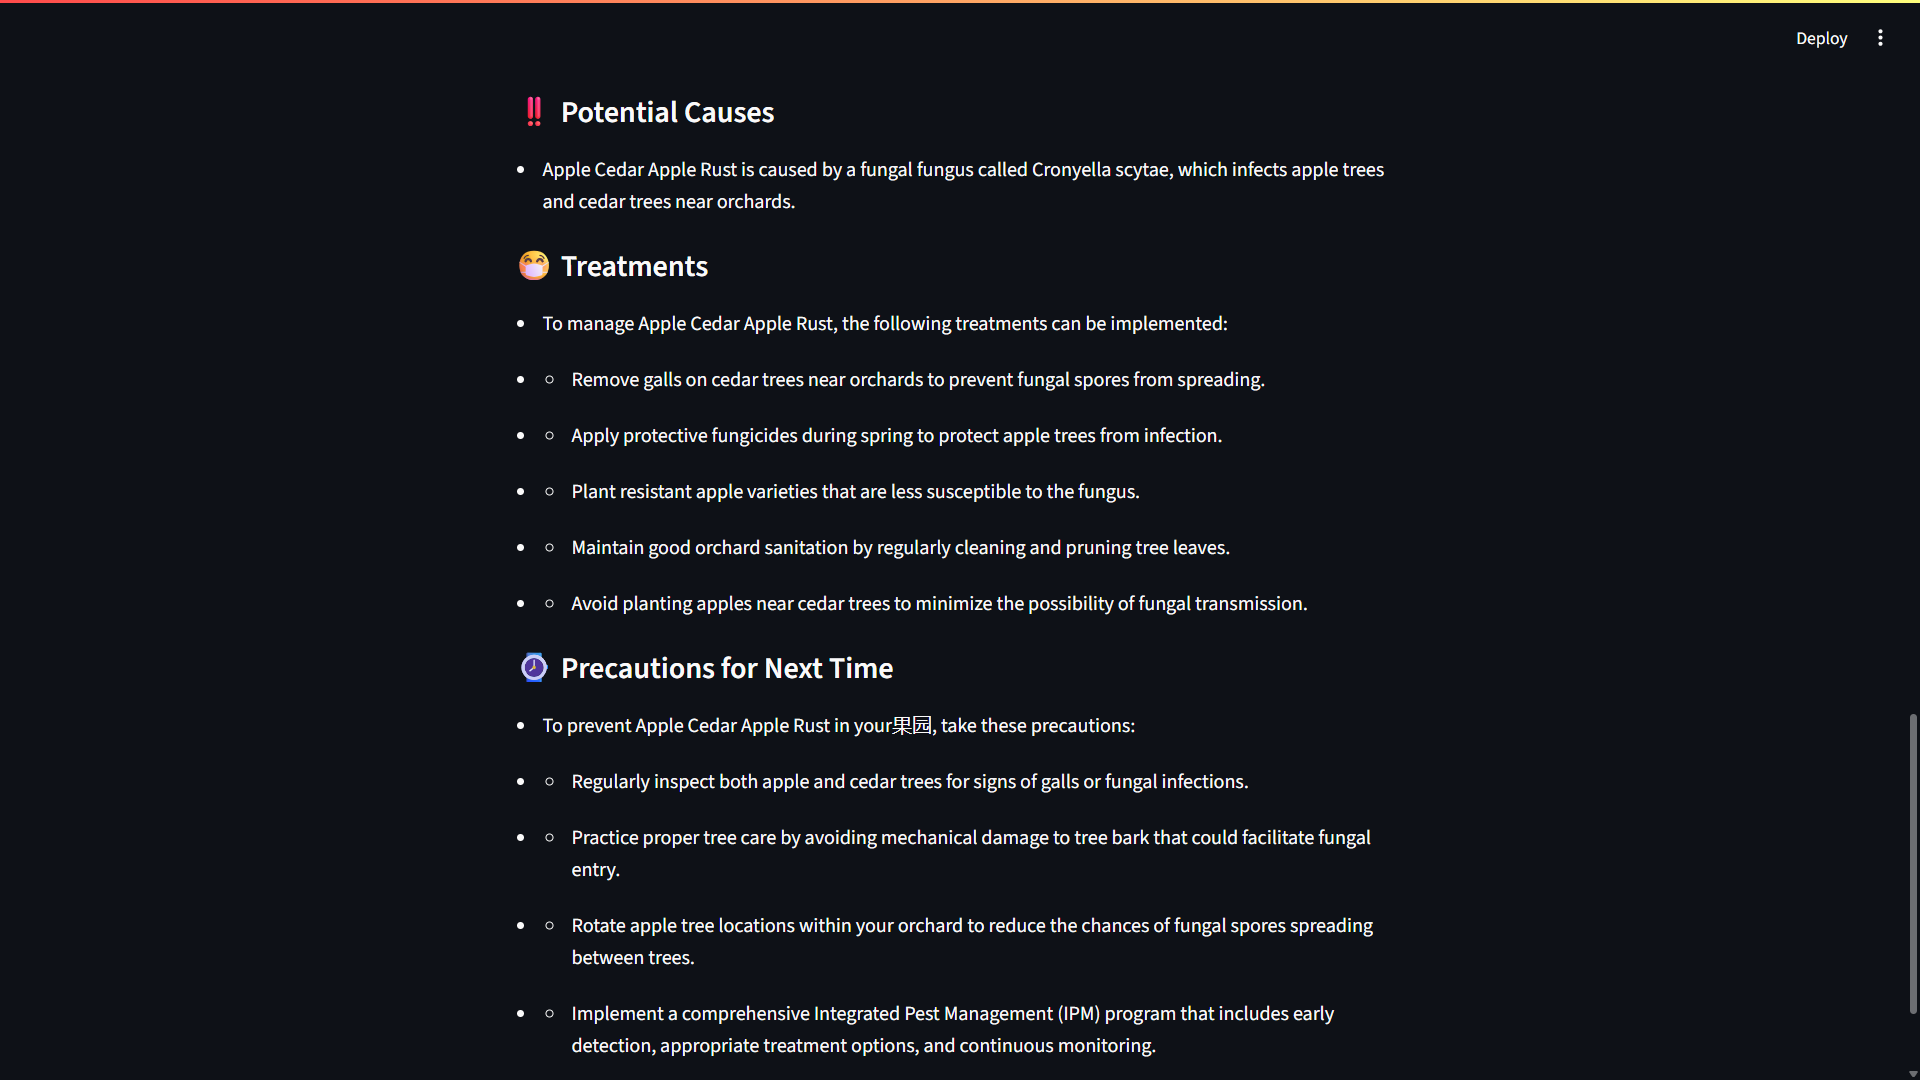 Deploy
Potential Causes
Apple Cedar Apple Rust is caused by a fungal fungus called Cronyella scytae, which infects apple trees
and cedar trees near orchards.
Treatments
To manage Apple Cedar Apple Rust, the following treatments can be implemented:
Remove galls on cedar trees near orchards to prevent fungal spores from spreading.
Apply protective fungicides during spring to protect apple trees from infection.
Plant resistant apple varieties that are less susceptible to the fungus.
Maintain good orchard sanitation by regularly cleaning and pruning tree leaves.
Avoid planting apples near cedar trees to minimize the possibility of fungal transmission.
Precautions for Next Time
To prevent Apple Cedar Apple Rust in your果园, take these precautions:
Regularly inspect both apple and cedar trees for signs of galls or fungal infections.
Practice proper tree care by avoiding mechanical damage to tree bark that could facilitate fungal
entry.
Rotate apple tree locations within your orchard to reduce the chances of fungal spores spreading
between trees.
Implement a comprehensive Integrated Pest Management (IPM) program that includes early
detection, appropriate treatment options, and continuous monitoring.